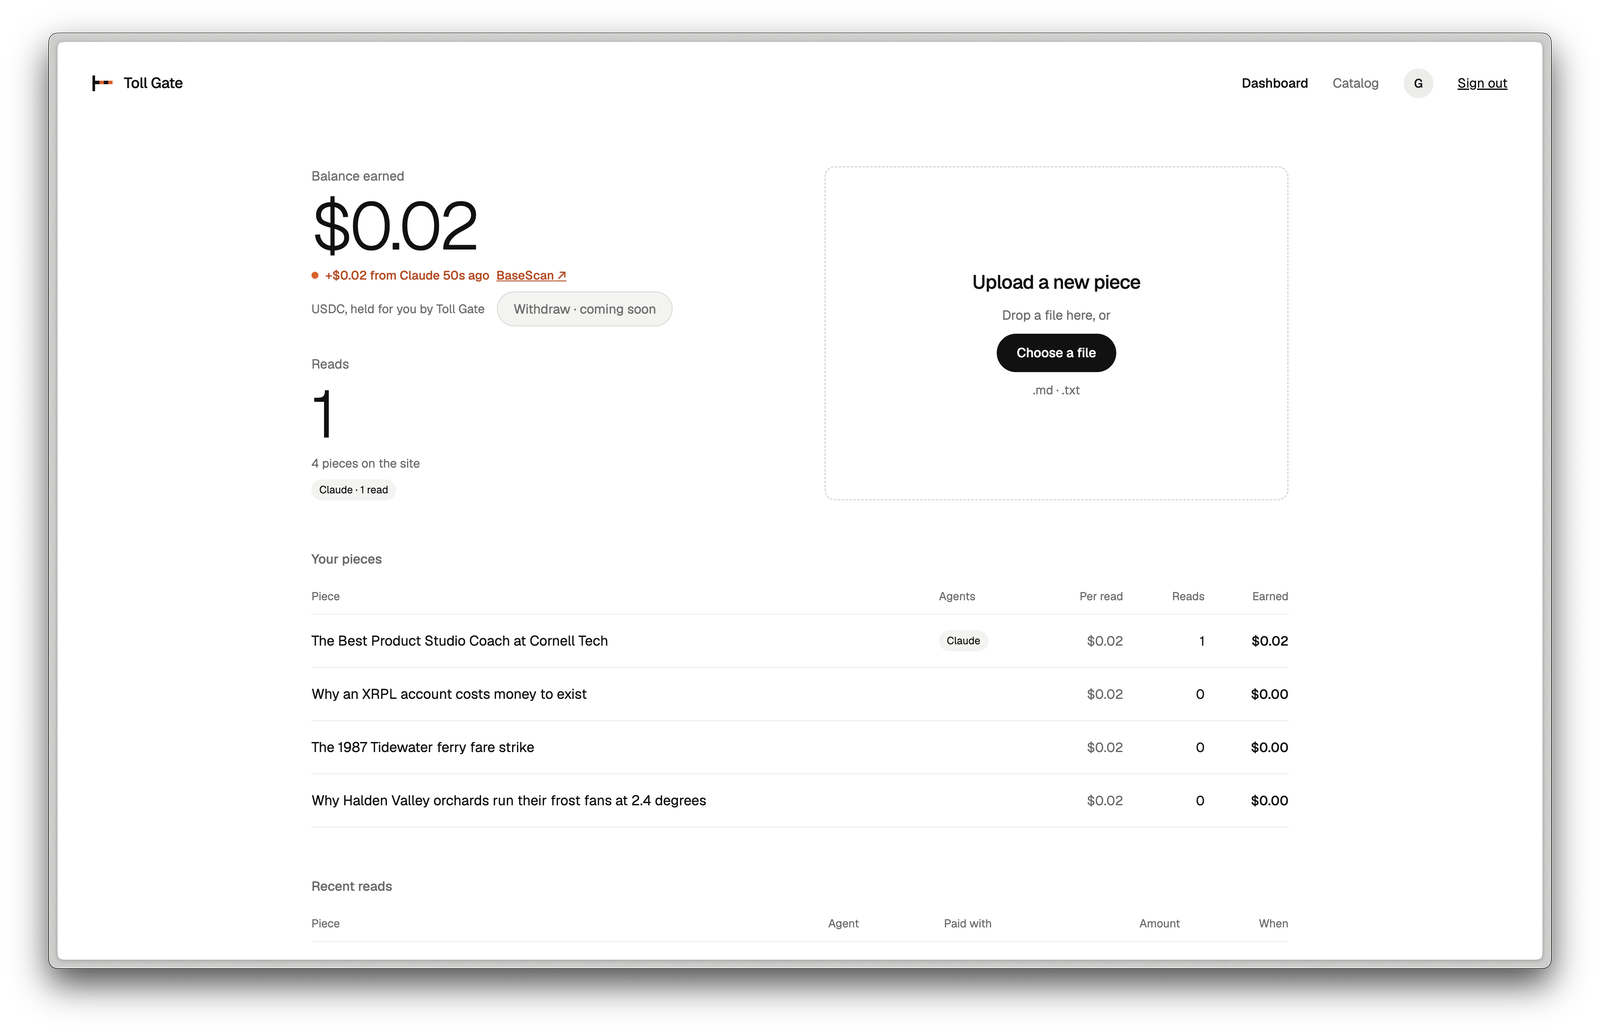 Toll Gate
Dashboard
Catalog
G
Sign out
Balance earned
$0.02
+$0.02 from Claude 50s ago BaseScan ↗
USDC, held for you by Toll Gate
Withdraw · coming soon
Reads
1
4 pieces on the site
Claude · 1 read
Upload a new piece
Drop a file here, or
Choose a file
.md · .txt
Your pieces
Piece Agents Per read Reads Earned
The Best Product Studio Coach at Cornell Tech Claude $0.02 1 $0.02
Why an XRPL account costs money to exist $0.02 0 $0.00
The 1987 Tidewater ferry fare strike $0.02 0 $0.00
Why Halden Valley orchards run their frost fans at 2.4 degrees $0.02 0 $0.00
Recent reads
Piece Agent Paid with Amount When